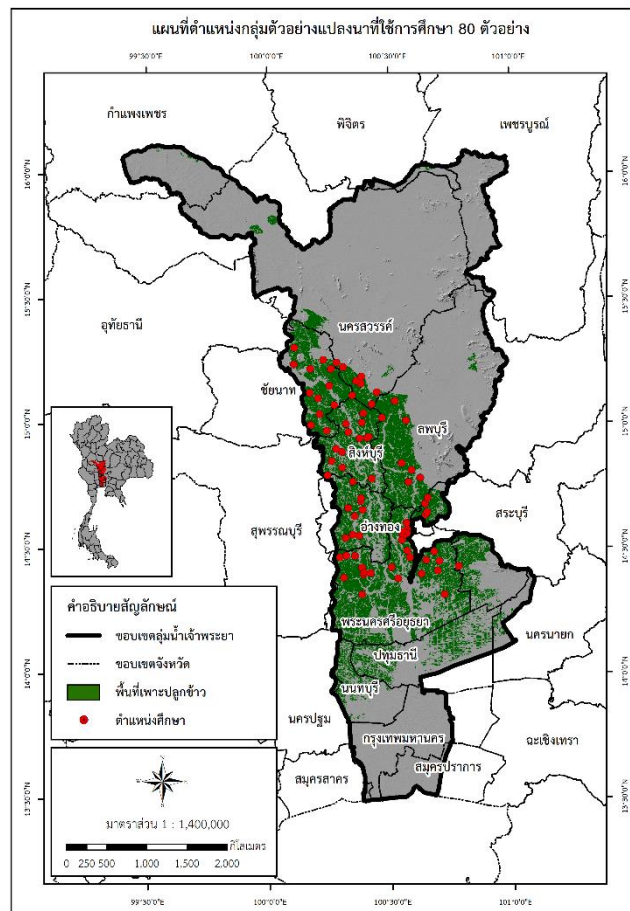 แผนที่ตำแหน่งกลุ่มตัวอย่างแปลงนาที่ใช้การศึกษา 80 ตัวอย่าง
99°30'0"E 100°0'0"E 100°30'0"E 101°0'0"E
กำแพงเพชร
พิจิตร
เพชรบูรณ์
16°0'0"N 16°0'0"N
15°30'0"N 15°30'0"N
อุทัยธานี
นครสวรรค์
ชัยนาท
15°0'0"N 15°0'0"N
ลพบุรี
สิงห์บุรี
สระบุรี
สุพรรณบุรี
อ่างทอง
14°30'0"N 14°30'0"N
คำอธิบายสัญลักษณ์
ขอบเขตลุ่มน้ำเจ้าพระยา
ขอบเขตจังหวัด
พื้นที่เพาะปลูกข้าว
ตำแหน่งศึกษา
พระนครศรีอยุธยา
นครนายก
ปทุมธานี
14°0'0"N 14°0'0"N
นนทบุรี
นครปฐม
กรุงเทพมหานคร
ฉะเชิงเทรา
สมุทรสาคร
สมุทรปราการ
13°30'0"N 13°30'0"N
มาตราส่วน 1 : 1,400,000
กิโลเมตร
0 250 500 1,000 1,500 2,000
99°30'0"E 100°0'0"E 100°30'0"E 101°0'0"E